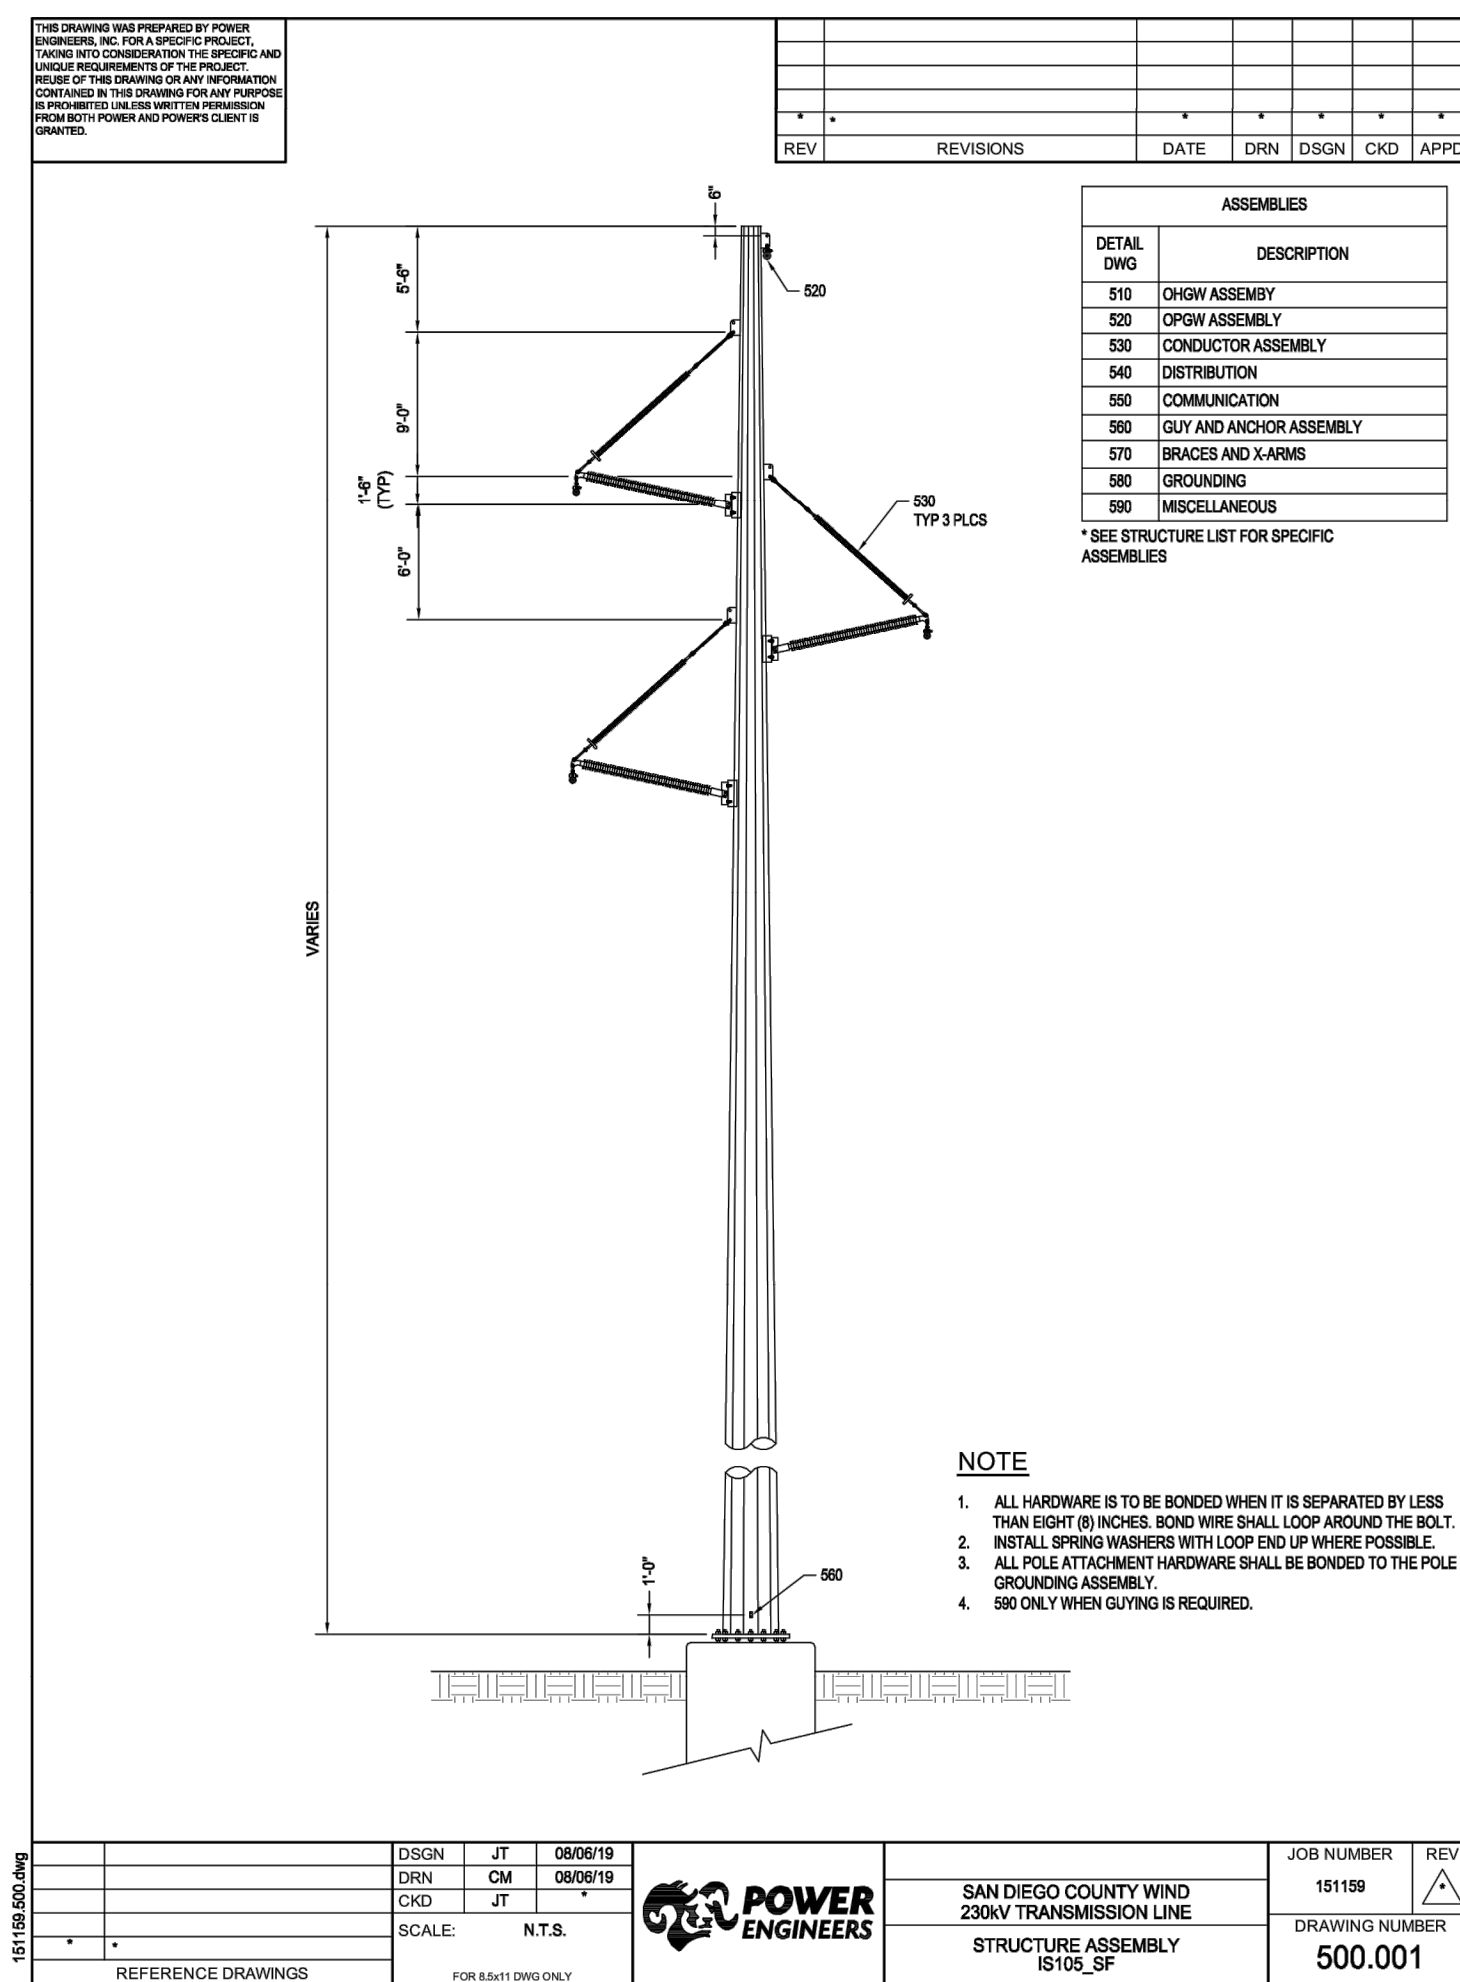 THIS DRAWING WAS PREPARED BY POWER
ENGINEERS, INC. FOR A SPECIFIC PROJECT,
TAKING INTO CONSIDERATION THE SPECIFIC AND
UNIQUE REQUIREMENTS OF THE PROJECT.
REUSE OF THIS DRAWING OR ANY INFORMATION
CONTAINED IN THIS DRAWING FOR ANY PURPOSE
IS PROHIBITED UNLESS WRITTEN PERMISSION
FROM BOTH POWER AND POWER'S CLIENT IS
GRANTED.
* * * * * * *
REV REVISIONS DATE DRN DSGN CKD APPD
ASSEMBLIES
DETAIL DWG DESCRIPTION
510 OHGW ASSEMBY
520 OPGW ASSEMBLY
530 CONDUCTOR ASSEMBLY
540 DISTRIBUTION
550 COMMUNICATION
560 GUY AND ANCHOR ASSEMBLY
570 BRACES AND X-ARMS
580 GROUNDING
590 MISCELLANEOUS
* SEE STRUCTURE LIST FOR SPECIFIC
ASSEMBLIES
6"
520
5'-6"
9'-0"
1'-6"
(TYP)
6'-0"
530
TYP 3 PLCS
VARIES
1'-0"
560
NOTE
1. ALL HARDWARE IS TO BE BONDED WHEN IT IS SEPARATED BY LESS
THAN EIGHT (8) INCHES. BOND WIRE SHALL LOOP AROUND THE BOLT.
2. INSTALL SPRING WASHERS WITH LOOP END UP WHERE POSSIBLE.
3. ALL POLE ATTACHMENT HARDWARE SHALL BE BONDED TO THE POLE
GROUNDING ASSEMBLY.
4. 590 ONLY WHEN GUYING IS REQUIRED.
151159.500.dwg
* *
REFERENCE DRAWINGS
DSGN JT 08/06/19
DRN CM 08/06/19
CKD JT *
SCALE: N.T.S.
FOR 8.5x11 DWG ONLY
POWER
ENGINEERS
SAN DIEGO COUNTY WIND
230kV TRANSMISSION LINE
STRUCTURE ASSEMBLY
IS105_SF
JOB NUMBER REV
151159 *
DRAWING NUMBER
500.001